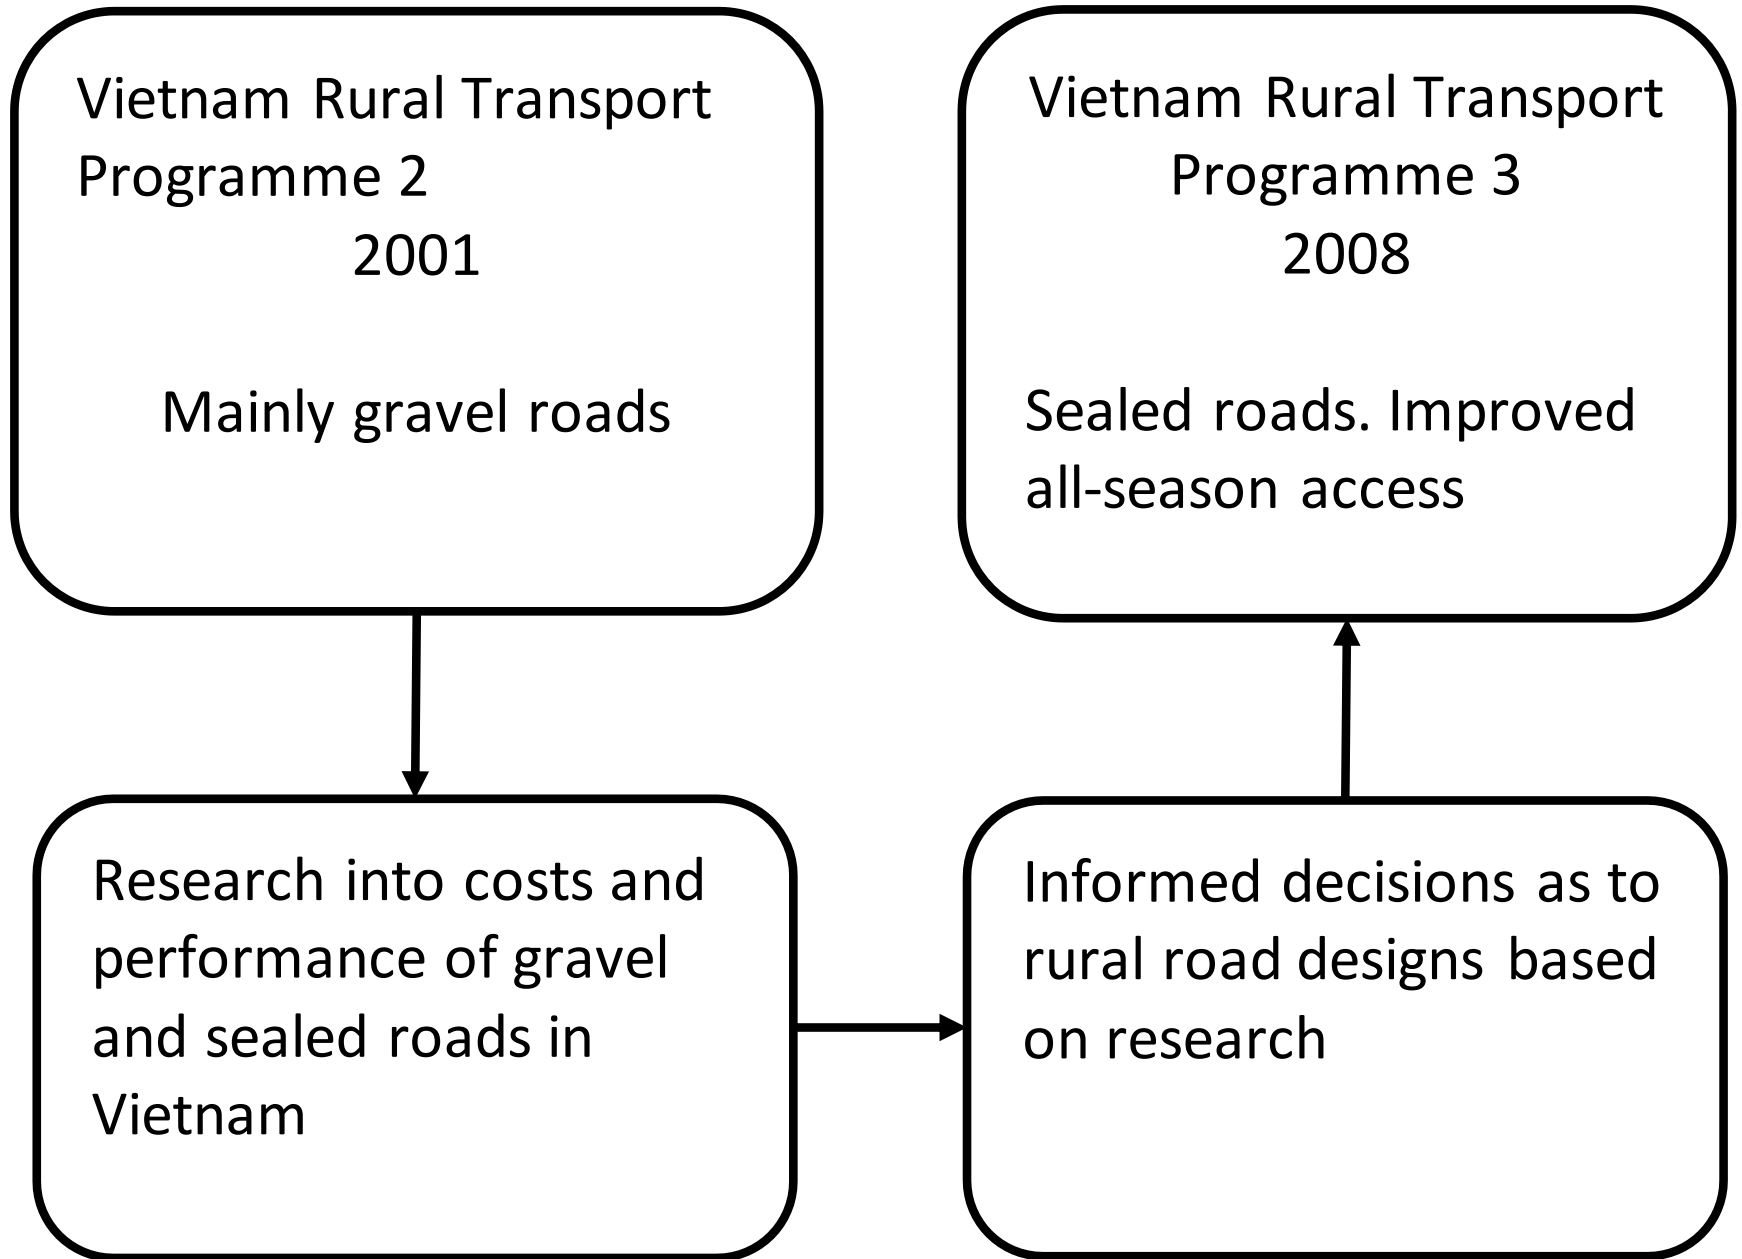 Vietnam Rural Transport
Programme 2
2001
Mainly gravel roads
Research into costs and
performance of gravel
and sealed roads in
Vietnam
Informed decisions as to
rural road designs based
on research
Vietnam Rural Transport
Programme 3
2008
Sealed roads. Improved
all-season access